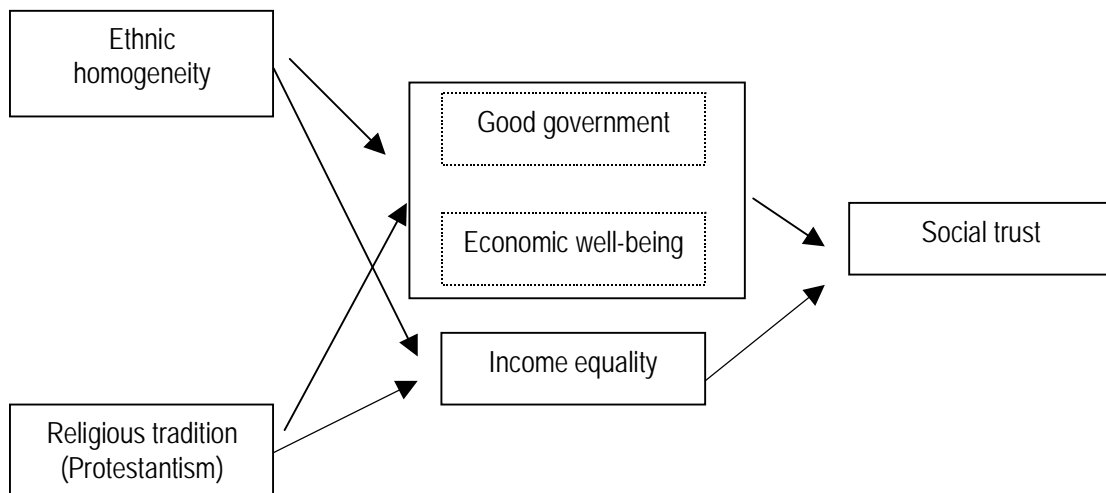 Ethnic
homogeneity
Good government
Economic well-being
Social trust
Income equality
Religious tradition
(Protestantism)